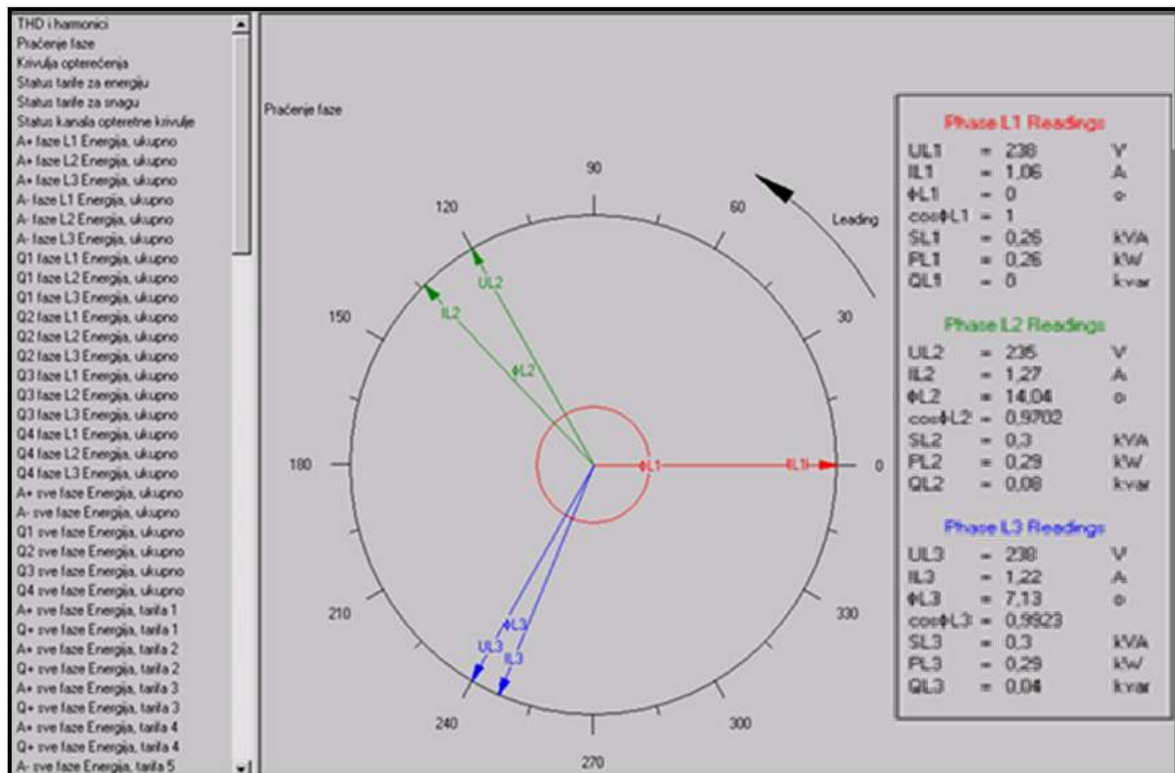 THD i harmonici
Praćenje faze
Krivulja opterećenja
Status tarife za energiju
Status tarife za snagu
Status kanala opteretne krivulje
A+ faze L1 Energija, ukupno
A+ faze L2 Energija, ukupno
A+ faze L3 Energija, ukupno
A- faze L1 Energija, ukupno
A- faze L2 Energija, ukupno
A- faze L3 Energija, ukupno
Q1 faze L1 Energija, ukupno
Q1 faze L2 Energija, ukupno
Q1 faze L3 Energija, ukupno
Q2 faze L1 Energija, ukupno
Q2 faze L2 Energija, ukupno
Q2 faze L3 Energija, ukupno
Q3 faze L1 Energija, ukupno
Q3 faze L2 Energija, ukupno
Q3 faze L3 Energija, ukupno
Q4 faze L1 Energija, ukupno
Q4 faze L2 Energija, ukupno
Q4 faze L3 Energija, ukupno
A+ sve faze Energija, ukupno
A- sve faze Energija, ukupno
Q1 sve faze Energija, ukupno
Q2 sve faze Energija, ukupno
Q3 sve faze Energija, ukupno
Q4 sve faze Energija, ukupno
A+ sve faze Energija, tarifa 1
Q+ sve faze Energija, tarifa 1
A+ sve faze Energija, tarifa 2
Q+ sve faze Energija, tarifa 2
A+ sve faze Energija, tarifa 3
Q+ sve faze Energija, tarifa 3
A+ sve faze Energija, tarifa 4
Q+ sve faze Energija, tarifa 4
A- sve faze Energija, tarifa 5
Praćenje faze
90
120
60
Leading
UL2
IL2
150
30
ϕL2
180
ϕL1
IL1
0
210
330
ϕL3
UL3
IL3
240
300
270
Phase L1 Readings
UL1 = 238 V
IL1 = 1,06 A
ϕL1 = 0 o
cosϕL1 = 1
SL1 = 0,26 kVA
PL1 = 0,26 kW
QL1 = 0 kvar
Phase L2 Readings
UL2 = 235 V
IL2 = 1,27 A
ϕL2 = 14,04 o
cosϕL2 = 0,9702
SL2 = 0,3 kVA
PL2 = 0,29 kW
QL2 = 0,08 kvar
Phase L3 Readings
UL3 = 238 V
IL3 = 1,22 A
ϕL3 = 7,13 o
cosϕL3 = 0,9923
SL3 = 0,3 kVA
PL3 = 0,29 kW
QL3 = 0,04 kvar